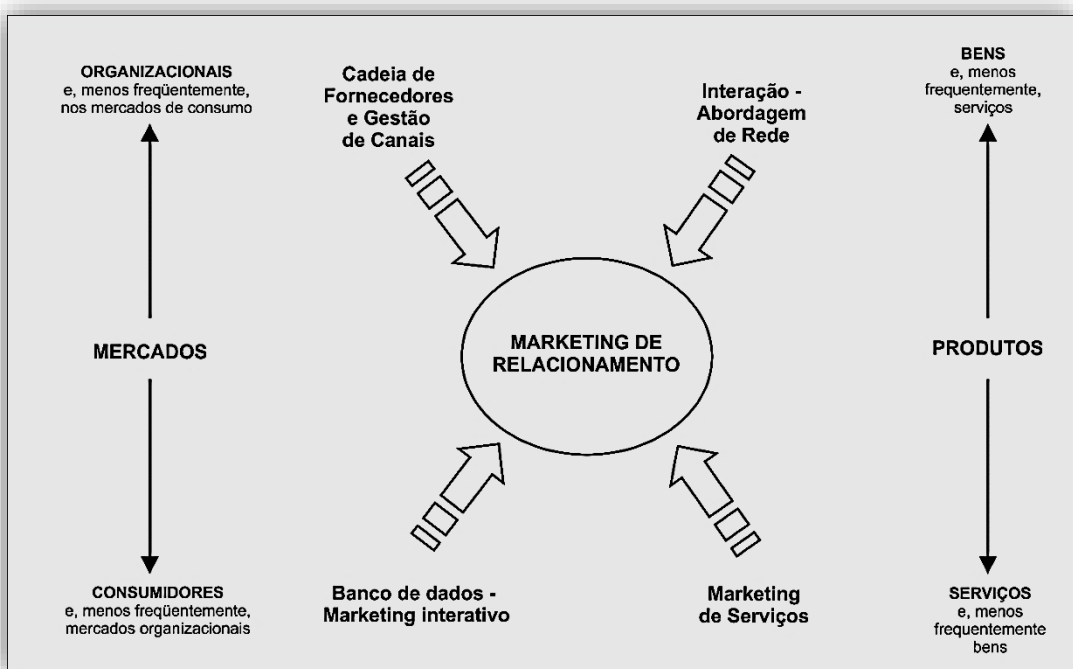 ORGANIZACIONAIS
e, menos freqüentemente,
nos mercados de consumo
Cadeia de
Fornecedores
e Gestão
de Canais
Interação -
Abordagem
de Rede
BENS
e, menos
frequentemente,
serviços
MERCADOS
MARKETING DE
RELACIONAMENTO
PRODUTOS
CONSUMIDORES
e, menos freqüentemente,
mercados organizacionais
Banco de dados -
Marketing interativo
Marketing
de Serviços
SERVIÇOS
e, menos
frequentemente
bens